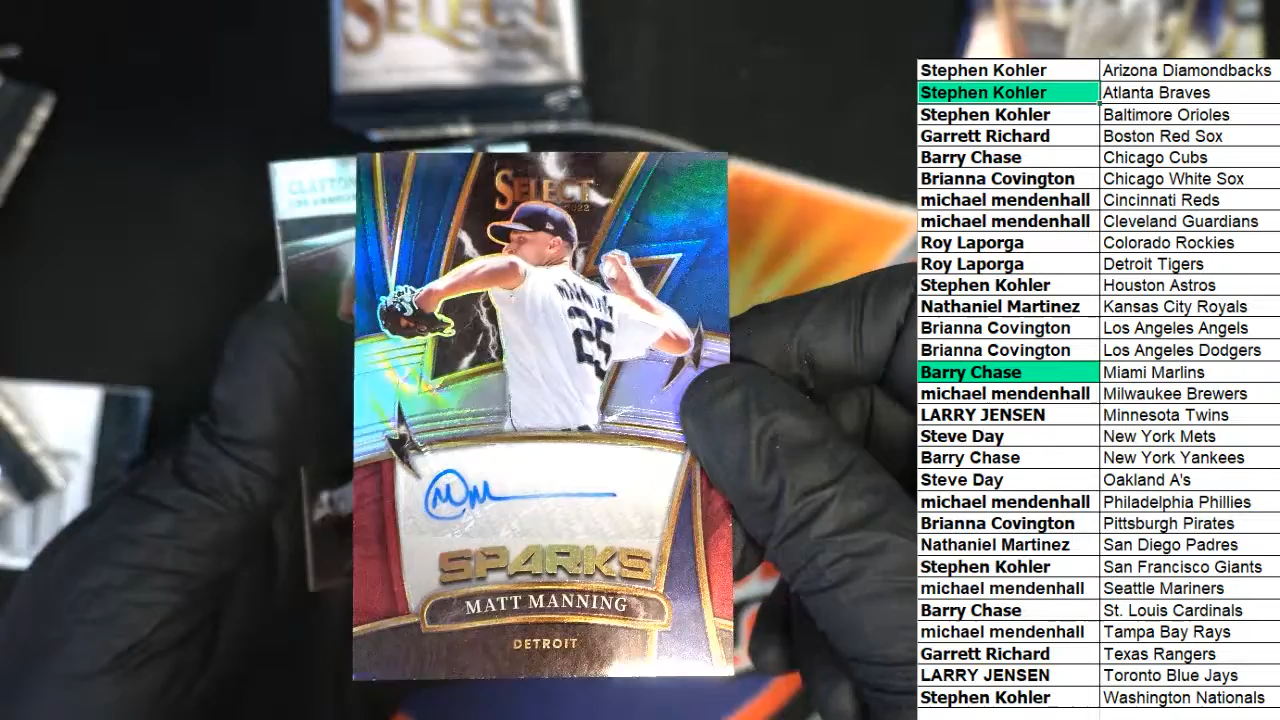 SELECT
CLAYTON
SELECT
2022
MANNING
25
SPARKS
MATT MANNING
DETROIT
Stephen Kohler Arizona Diamondbacks
Stephen Kohler Atlanta Braves
Stephen Kohler Baltimore Orioles
Garrett Richard Boston Red Sox
Barry Chase Chicago Cubs
Brianna Covington Chicago White Sox
michael mendenhall Cincinnati Reds
michael mendenhall Cleveland Guardians
Roy Laporga Colorado Rockies
Roy Laporga Detroit Tigers
Stephen Kohler Houston Astros
Nathaniel Martinez Kansas City Royals
Brianna Covington Los Angeles Angels
Brianna Covington Los Angeles Dodgers
Barry Chase Miami Marlins
michael mendenhall Milwaukee Brewers
LARRY JENSEN Minnesota Twins
Steve Day New York Mets
Barry Chase New York Yankees
Steve Day Oakland A's
michael mendenhall Philadelphia Phillies
Brianna Covington Pittsburgh Pirates
Nathaniel Martinez San Diego Padres
Stephen Kohler San Francisco Giants
michael mendenhall Seattle Mariners
Barry Chase St. Louis Cardinals
michael mendenhall Tampa Bay Rays
Garrett Richard Texas Rangers
LARRY JENSEN Toronto Blue Jays
Stephen Kohler Washington Nationals